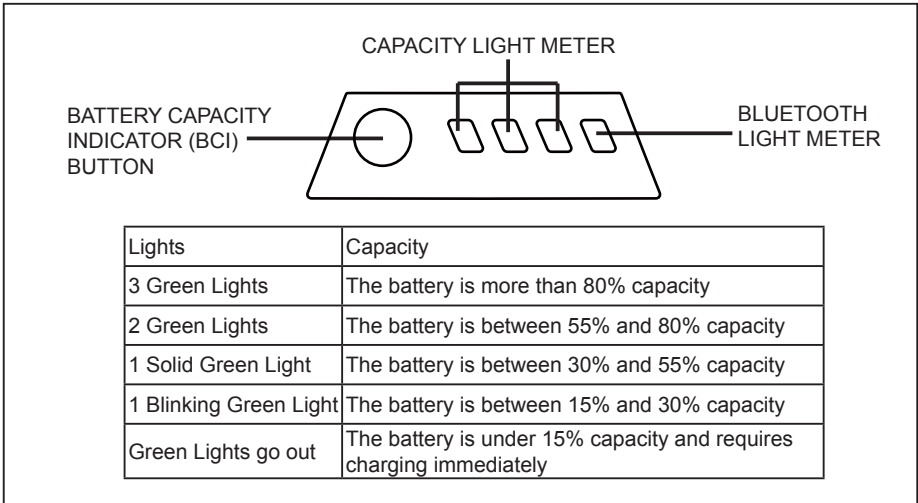 CAPACITY LIGHT METER
BATTERY CAPACITY
INDICATOR (BCI)
BUTTON
BLUETOOTH
LIGHT METER
Lights Capacity
3 Green Lights The battery is more than 80% capacity
2 Green Lights The battery is between 55% and 80% capacity
1 Solid Green Light The battery is between 30% and 55% capacity
1 Blinking Green Light The battery is between 15% and 30% capacity
Green Lights go out The battery is under 15% capacity and requires
charging immediately